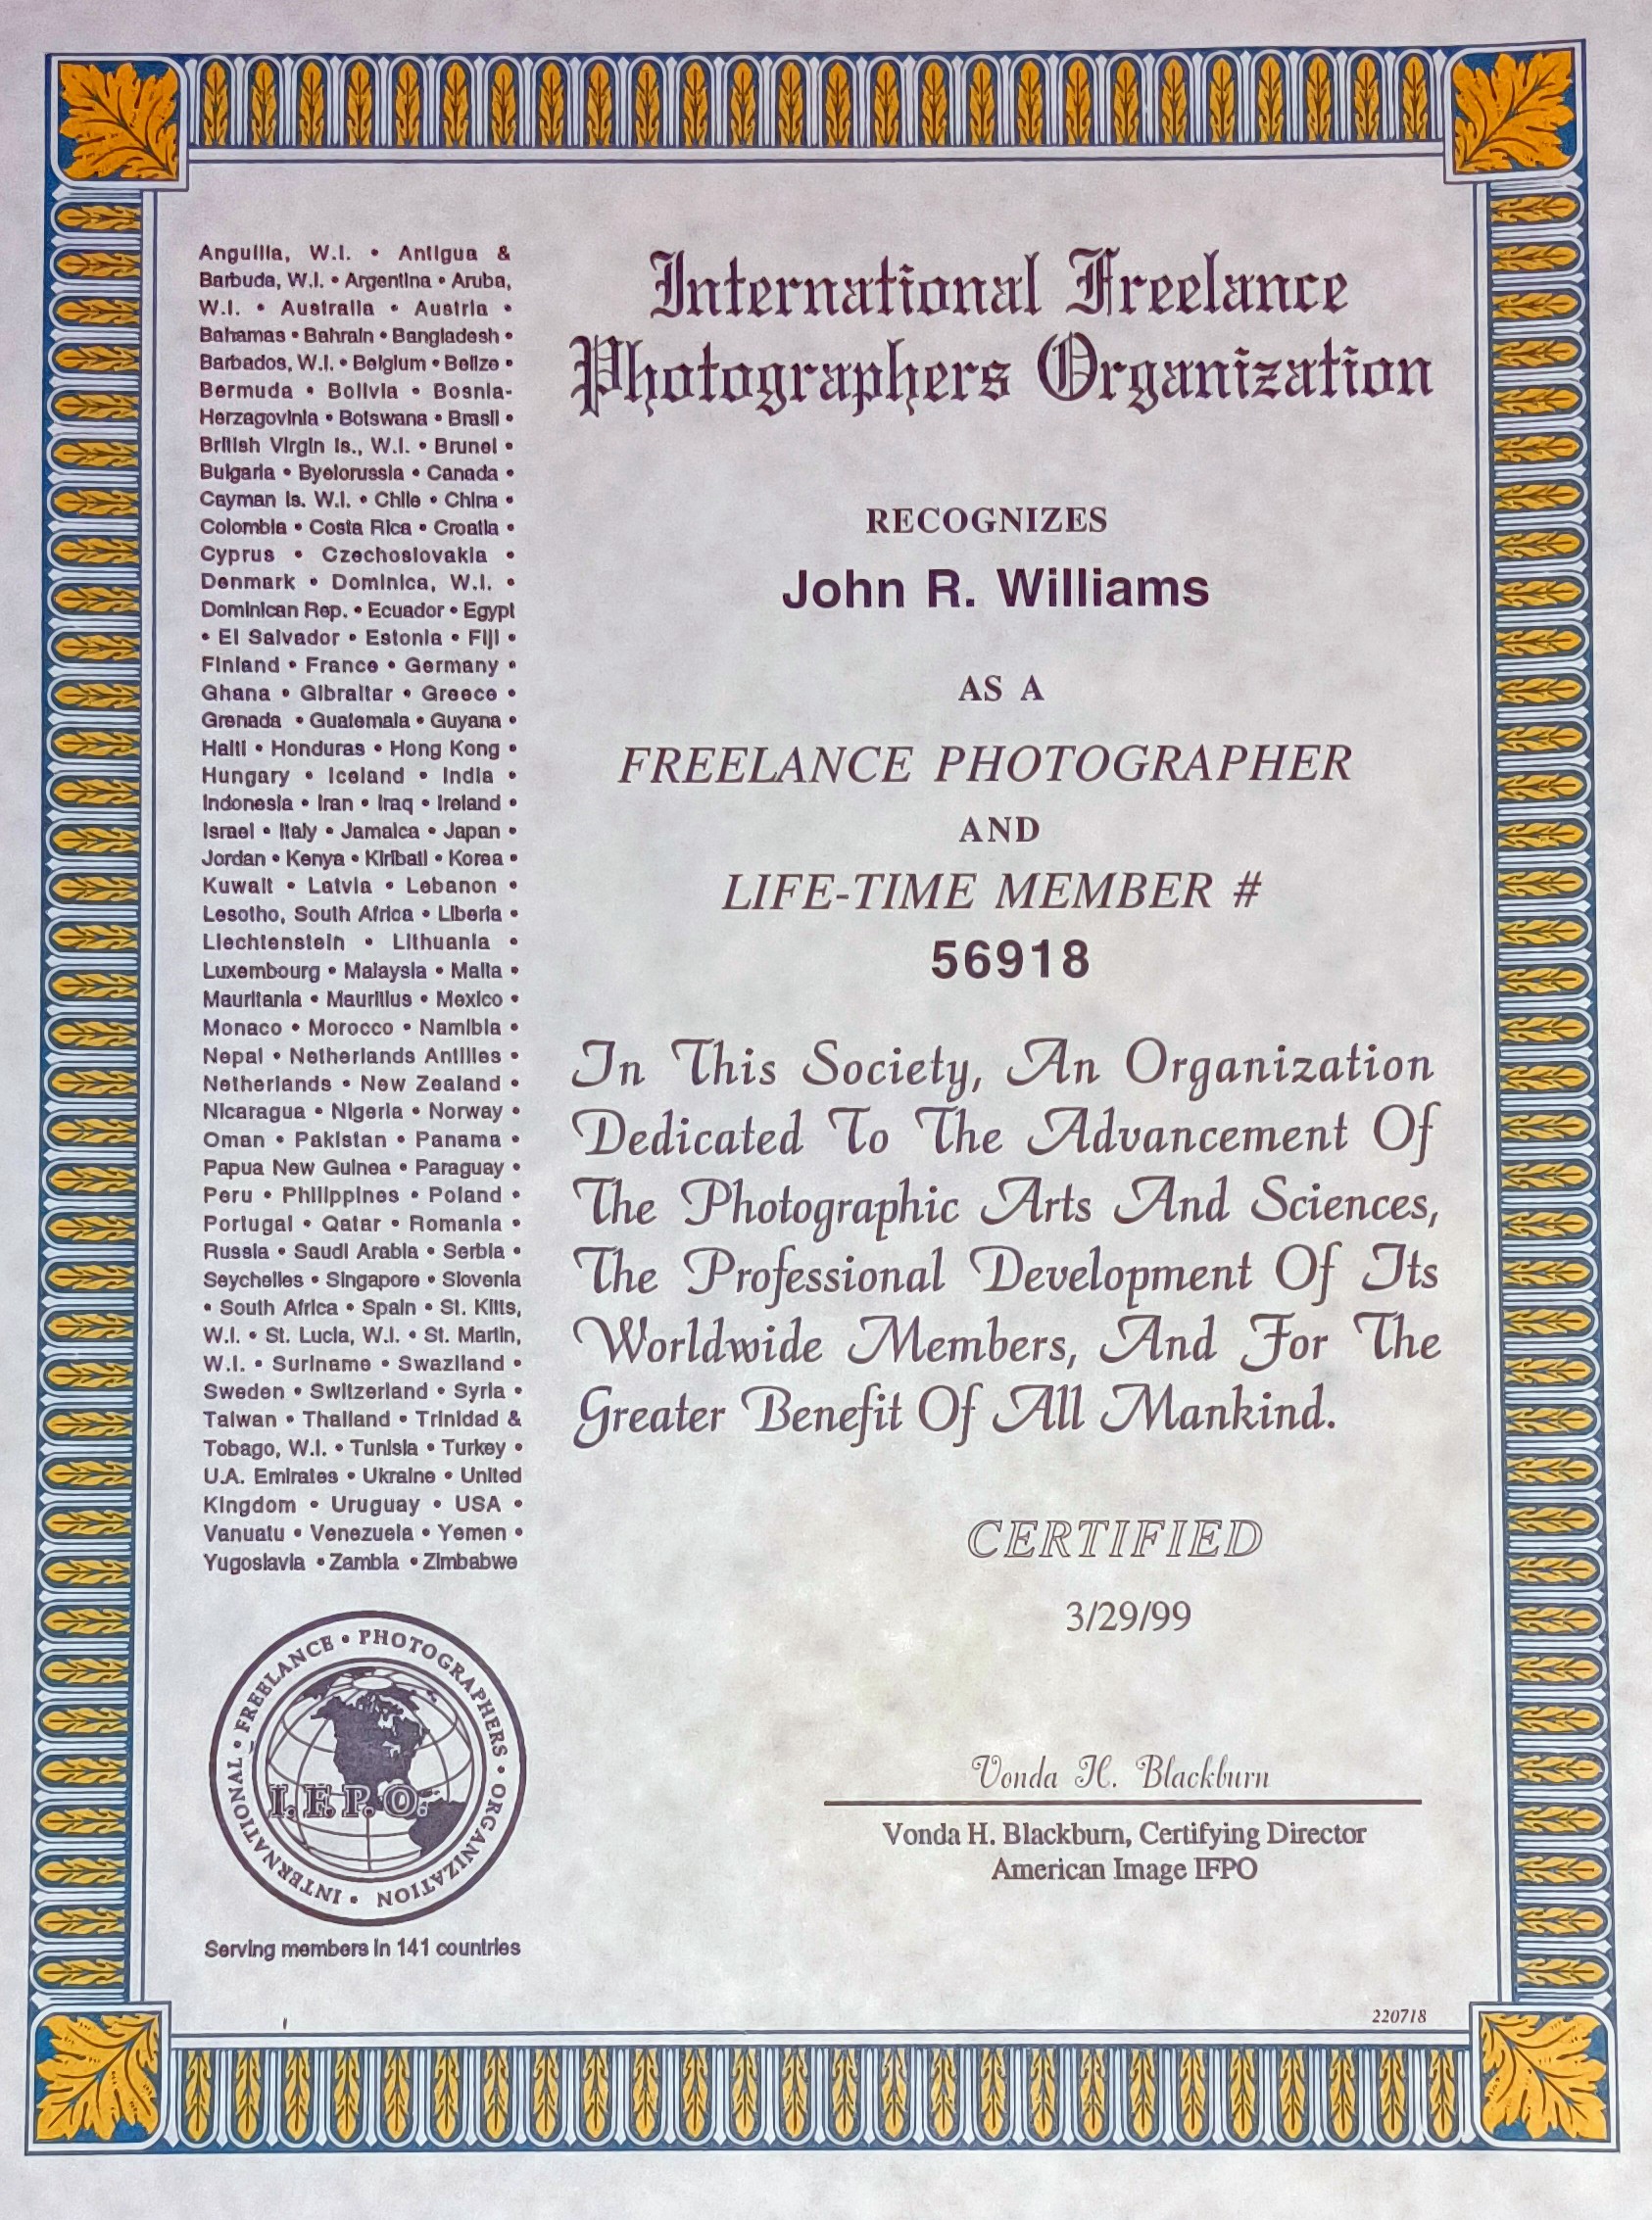 Anguilla, W.I. • Antigua &
Barbuda, W.I. • Argentina • Aruba,
W.I. • Australia • Austria •
Bahamas • Bahrain • Bangladesh •
Barbados, W.I. • Belgium • Belize •
Bermuda • Bolivia • Bosnia-
Herzagovinia • Botswana • Brasil •
British Virgin Is., W.I. • Brunei •
Bulgaria • Byelorussia • Canada •
Cayman Is. W.I. • Chile • China •
Colombia • Costa Rica • Croatia •
Cyprus • Czechoslovakia •
Denmark • Dominica, W.I. •
Dominican Rep. • Ecuador • Egypt
• El Salvador • Estonia • Fiji •
Finland • France • Germany •
Ghana • Gibraltar • Greece •
Grenada • Guatemala • Guyana •
Haiti • Honduras • Hong Kong •
Hungary • Iceland • India •
Indonesia • Iran • Iraq • Ireland •
Israel • Italy • Jamaica • Japan •
Jordan • Kenya • Kiribati • Korea •
Kuwait • Latvia • Lebanon •
Lesotho, South Africa • Liberia •
Liechtenstein • Lithuania •
Luxembourg • Malaysia • Malta •
Mauritania • Mauritius • Mexico •
Monaco • Morocco • Namibia •
Nepal • Netherlands Antilles •
Netherlands • New Zealand •
Nicaragua • Nigeria • Norway •
Oman • Pakistan • Panama •
Papua New Guinea • Paraguay •
Peru • Philippines • Poland •
Portugal • Qatar • Romania •
Russia • Saudi Arabia • Serbia •
Seychelles • Singapore • Slovenia
• South Africa • Spain • St. Kitts,
W.I. • St. Lucia, W.I. • St. Martin,
W.I. • Suriname • Swaziland •
Sweden • Switzerland • Syria •
Taiwan • Thailand • Trinidad &
Tobago, W.I. • Tunisia • Turkey •
U.A. Emirates • Ukraine • United
Kingdom • Uruguay • USA •
Vanuatu • Venezuela • Yemen •
Yugoslavia • Zambia • Zimbabwe
INTERNATIONAL • FREELANCE • PHOTOGRAPHERS • ORGANIZATION •
I.F.P.O.
Serving members in 141 countries
International Freelance
Photographers Organization
RECOGNIZES
John R. Williams
AS A
FREELANCE PHOTOGRAPHER
AND
LIFE-TIME MEMBER #
56918
In This Society, An Organization
Dedicated To The Advancement Of
The Photographic Arts And Sciences,
The Professional Development Of Its
Worldwide Members, And For The
Greater Benefit Of All Mankind.
CERTIFIED
3/29/99
Vonda H. Blackburn
Vonda H. Blackburn, Certifying Director
American Image IFPO
220718